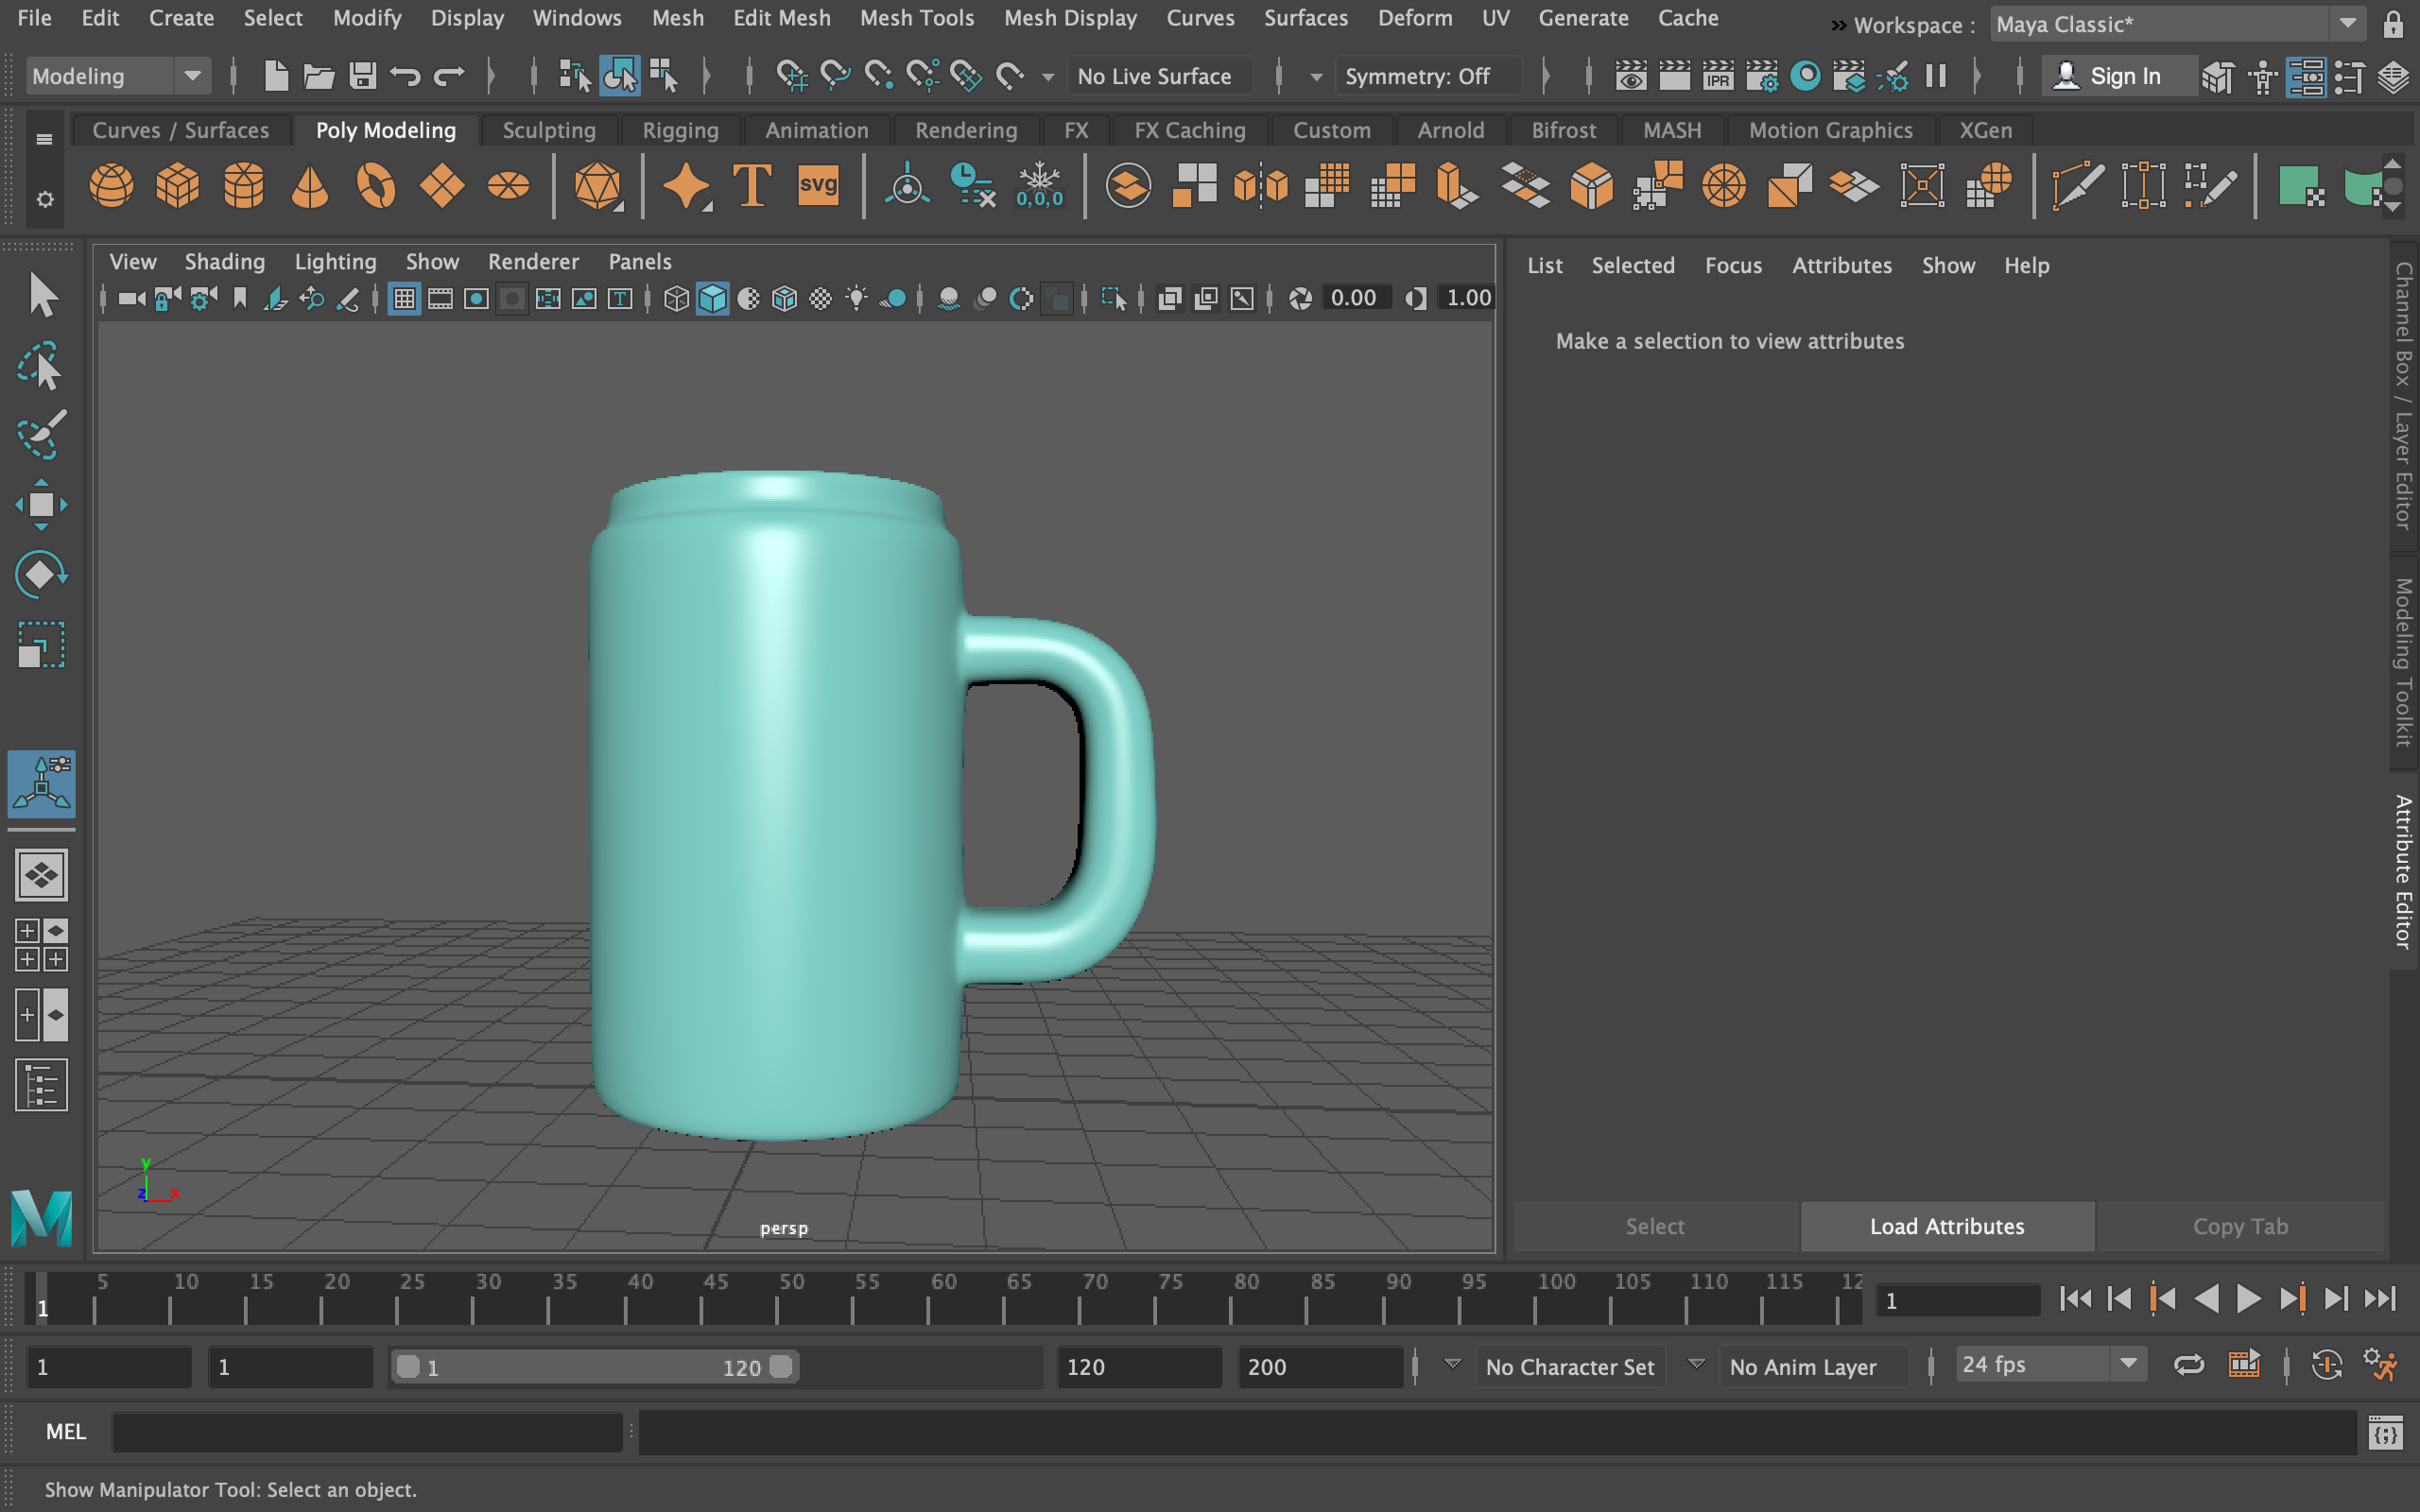 File Edit Create Select Modify Display Windows Mesh Edit Mesh Mesh Tools Mesh Display Curves Surfaces Deform UV Generate Cache
Workspace : Maya Classic*
Modeling No Live Surface Symmetry: Off IPR Sign In
Curves / Surfaces Poly Modeling Sculpting Rigging Animation Rendering FX FX Caching Custom Arnold Bifrost MASH Motion Graphics XGen
T svg 0,0,0
View Shading Lighting Show Renderer Panels
0.00 1.00
List Selected Focus Attributes Show Help
Make a selection to view attributes
Channel Box / Layer Editor
Modeling Toolkit
Attribute Editor
y
z x
persp
Select Load Attributes Copy Tab
5 10 15 20 25 30 35 40 45 50 55 60 65 70 75 80 85 90 95 100 105 110 115 12
1 1
1 1 1 120 120 200 No Character Set No Anim Layer 24 fps
MEL
Show Manipulator Tool: Select an object.